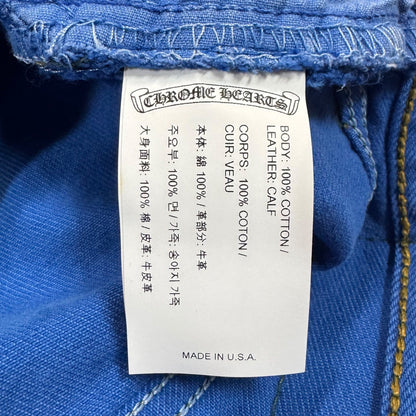 CHROME HEARTS
BODY: 100% COTTON /
LEATHER: CALF
CORPS: 100% COTON /
CUIR: VEAU
本体: 綿 100% / 革部分: 牛革
주요부: 100% 면 / 가죽: 송아지 가죽
大身面料: 100% 棉 / 皮革: 牛皮革
MADE IN U.S.A.